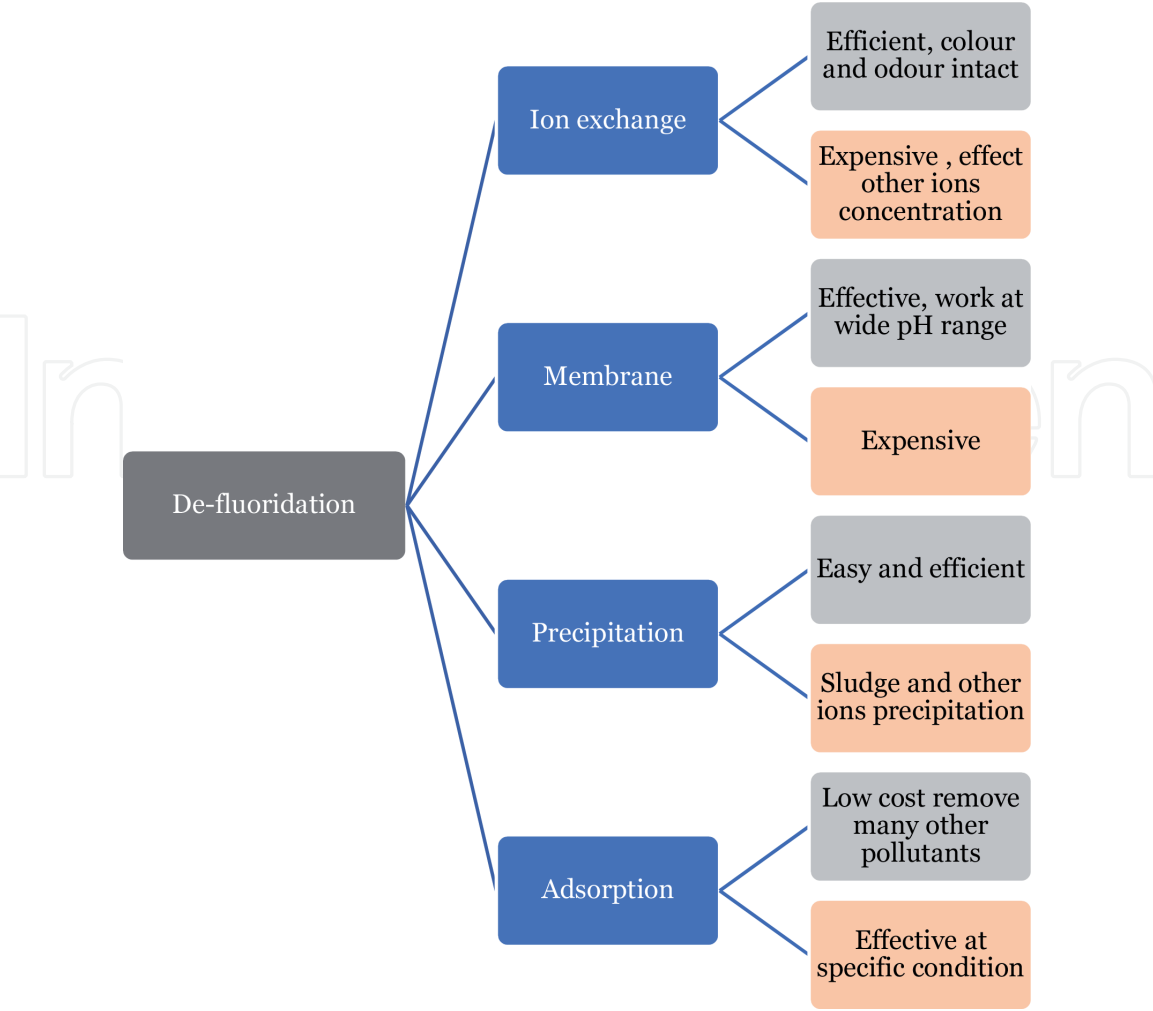 De-fluoridation
Ion exchange
Efficient, colour
and odour intact
Expensive , effect
other ions
concentration
Membrane
Effective, work at
wide pH range
Expensive
Precipitation
Easy and efficient
Sludge and other
ions precipitation
Adsorption
Low cost remove
many other
pollutants
Effective at
specific condition